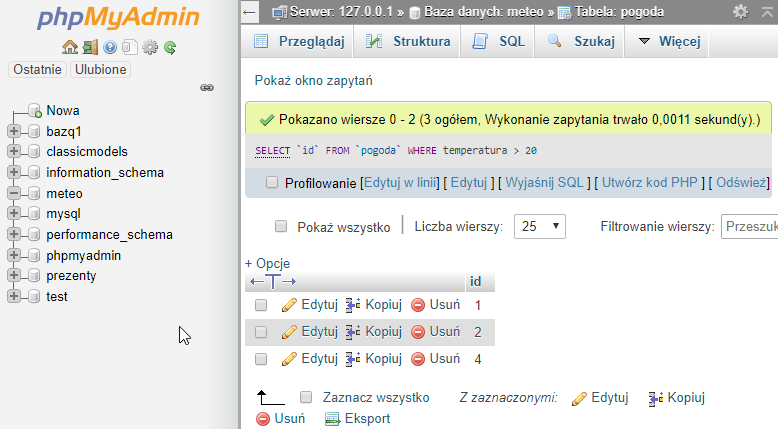 phpMyAdmin
Ostatnie Ulubione
Nowa
bazq1
classicmodels
information_schema
meteo
mysql
performance_schema
phpmyadmin
prezenty
test
Serwer: 127.0.0.1 » Baza danych: meteo » Tabela: pogoda
Przeglądaj Struktura SQL Szukaj Więcej
Pokaż okno zapytań
Pokazano wiersze 0 - 2 (3 ogółem, Wykonanie zapytania trwało 0,0011 sekund(y).)
SELECT `id` FROM `pogoda` WHERE temperatura > 20
Profilowanie [Edytuj w linii] [ Edytuj ] [ Wyjaśnij SQL ] [ Utwórz kod PHP ] [ Odśwież]
Pokaż wszystko | Liczba wierszy: 25 Filtrowanie wierszy: Przeszuk
+ Opcje
←T→ id
Edytuj Kopiuj Usuń 1
Edytuj Kopiuj Usuń 2
Edytuj Kopiuj Usuń 4
Zaznacz wszystko Z zaznaczonymi: Edytuj Kopiuj
Usuń Eksport